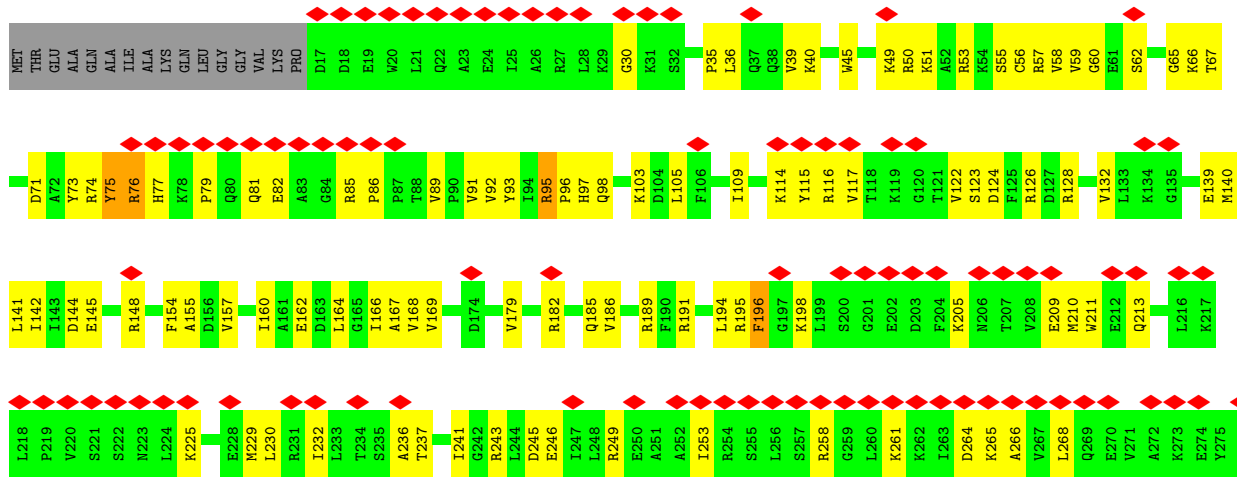 MET THR GLU ALA ALA GLN ALA ILE ALA LYS GLN LEU GLY GLY VAL LYS PRO D17 D18 E19 W20 L21 Q22 A23 E24 I25 A26 R27 L28 K29 G30 K31 S32 P35 L36 Q37 Q38 V39 K40 W45 K49 R50 K51 A52 R53 K54 S55 C56 R57 V58 V59 G60 E61 S62 G65 K66 T67
D71 A72 Y73 R74 Y75 R76 H77 K78 P79 Q80 Q81 E82 A83 G84 R85 P86 P87 T88 V89 P90 V91 V92 Y93 I94 R95 P96 H97 Q98 K103 D104 L105 F106 I109 K114 Y115 R116 V117 T118 K119 G120 T121 V122 S123 D124 F125 R126 D127 R128 V132 L133 K134 G135 E139 M140
L141 I142 I143 D144 E145 R148 F154 A155 D156 V157 I160 A161 E162 D163 L164 G165 I166 A167 V168 V169 D174 V179 R182 Q185 V186 R189 F190 R191 L194 R195 F196 G197 K198 L199 S200 G201 E202 D203 F204 K205 N206 T207 V208 E209 M210 W211 E212 Q213 L216 K217
L218 P219 V220 S221 S222 N223 L224 K225 E228 M229 L230 R231 I232 L233 T234 S235 A236 T237 I241 G242 R243 L244 D245 E246 I247 L248 R249 E250 A251 A252 I253 R254 S255 L256 S257 R258 G259 L260 K261 K262 I263 D264 K265 A266 V267 L268 Q269 E270 V271 A272 K273 E274 Y275